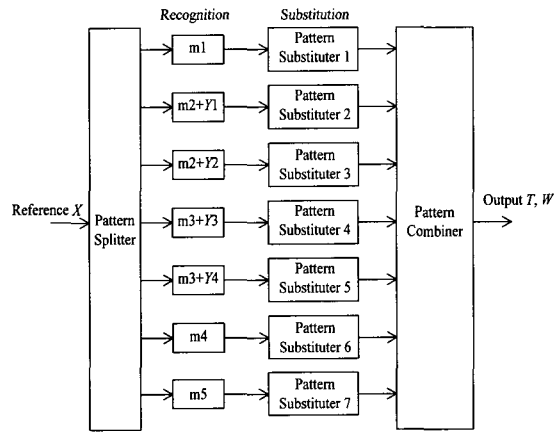 Recognition
Substitution
Reference X
Pattern
Splitter
m1
Pattern
Substituter 1
m2+Y1
Pattern
Substituter 2
m2+Y2
Pattern
Substituter 3
m3+Y3
Pattern
Substituter 4
m3+Y4
Pattern
Substituter 5
m4
Pattern
Substituter 6
m5
Pattern
Substituter 7
Pattern
Combiner
Output T, W